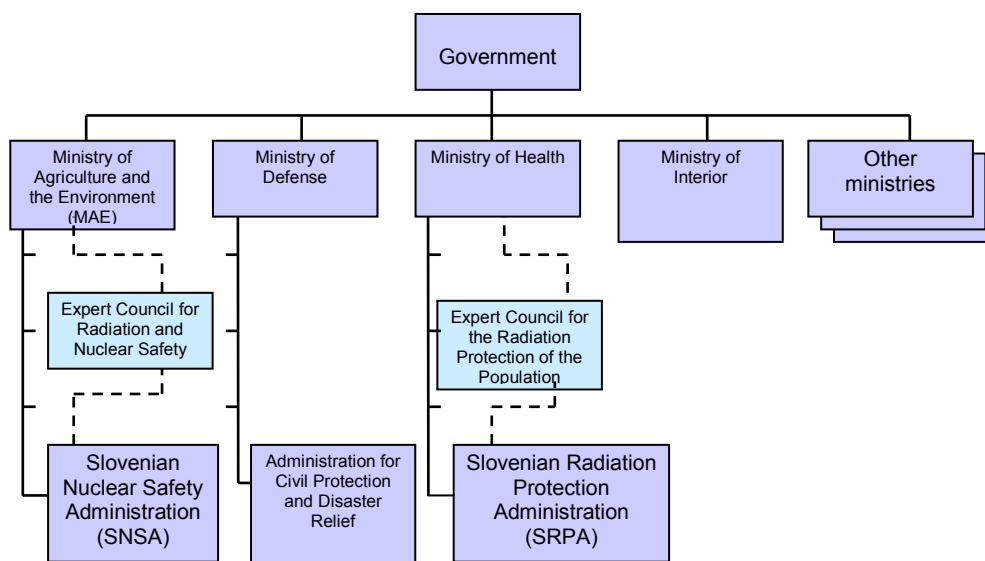 Government
Ministry of
Agriculture and
the Environment
(MAE)
Ministry of
Defense
Ministry of Health
Ministry of
Interior
Other
ministries
Expert Council for
Radiation and
Nuclear Safety
Expert Council for
the Radiation
Protection of the
Population
Slovenian
Nuclear Safety
Administration
(SNSA)
Administration for
Civil Protection
and Disaster
Relief
Slovenian Radiation
Protection
Administration
(SRPA)